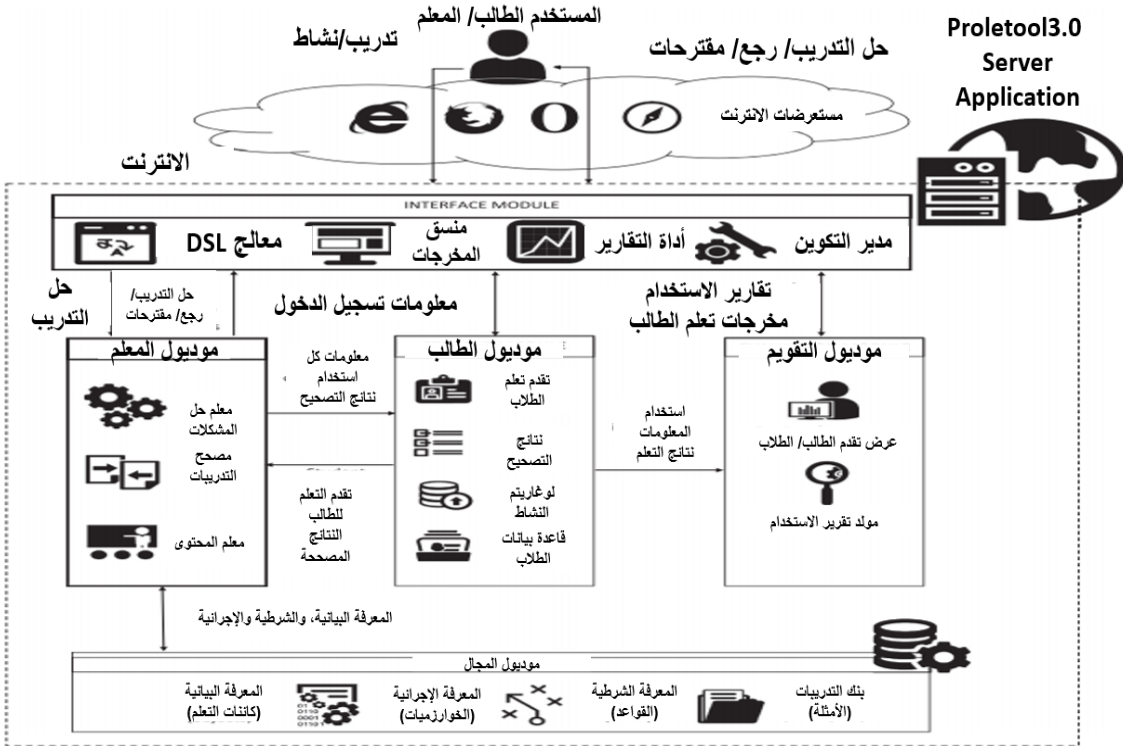 المستخدم الطالب/ المعلم
تدريب/نشاط
حل التدريب/ رجع/ مقترحات
Proletool3.0
Server
Application
مستعرضات الانترنت
الانترنت
INTERFACE MODULE
معالج DSL
منسق
المخرجات
أداة التقارير
مدير التكوين
حل
التدريب
حل التدريب/
رجع/ مقترحات
معلومات تسجيل الدخول
تقارير الاستخدام
مخرجات تعلم الطالب
موديول المعلم
موديول الطالب
موديول التقويم
معلم حل
المشكلات
مصحح
التدريبات
معلم المحتوى
معلومات كل
استخدام
نتائج التصحيح
تقدم التعلم
للطالب
النتائج
المصححة
تقدم تعلم
الطلاب
نتائج
التصحيح
لوغاريتم
النشاط
قاعدة بيانات
الطلاب
استخدام
المعلومات
نتائج التعلم
عرض تقدم الطالب/ الطلاب
مولد تقرير الاستخدام
المعرفة البيانية، والشرطية والإجرائية
موديول المجال
المعرفة البيانية
(كائنات التعلم)
المعرفة الإجرائية
(الخوارزميات)
المعرفة الشرطية
(القواعد)
بنك التدريبات
(الأمثلة)